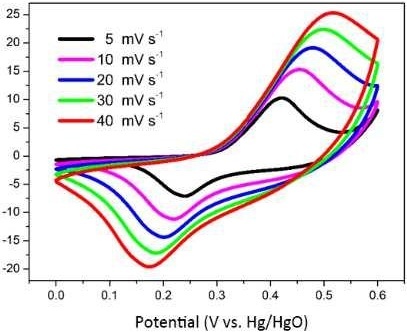 25
20
15
10
5
0
-5
-10
-15
-20
5 mV s⁻¹
10 mV s⁻¹
20 mV s⁻¹
30 mV s⁻¹
40 mV s⁻¹
0.0 0.1 0.2 0.3 0.4 0.5 0.6
Potential (V vs. Hg/HgO)